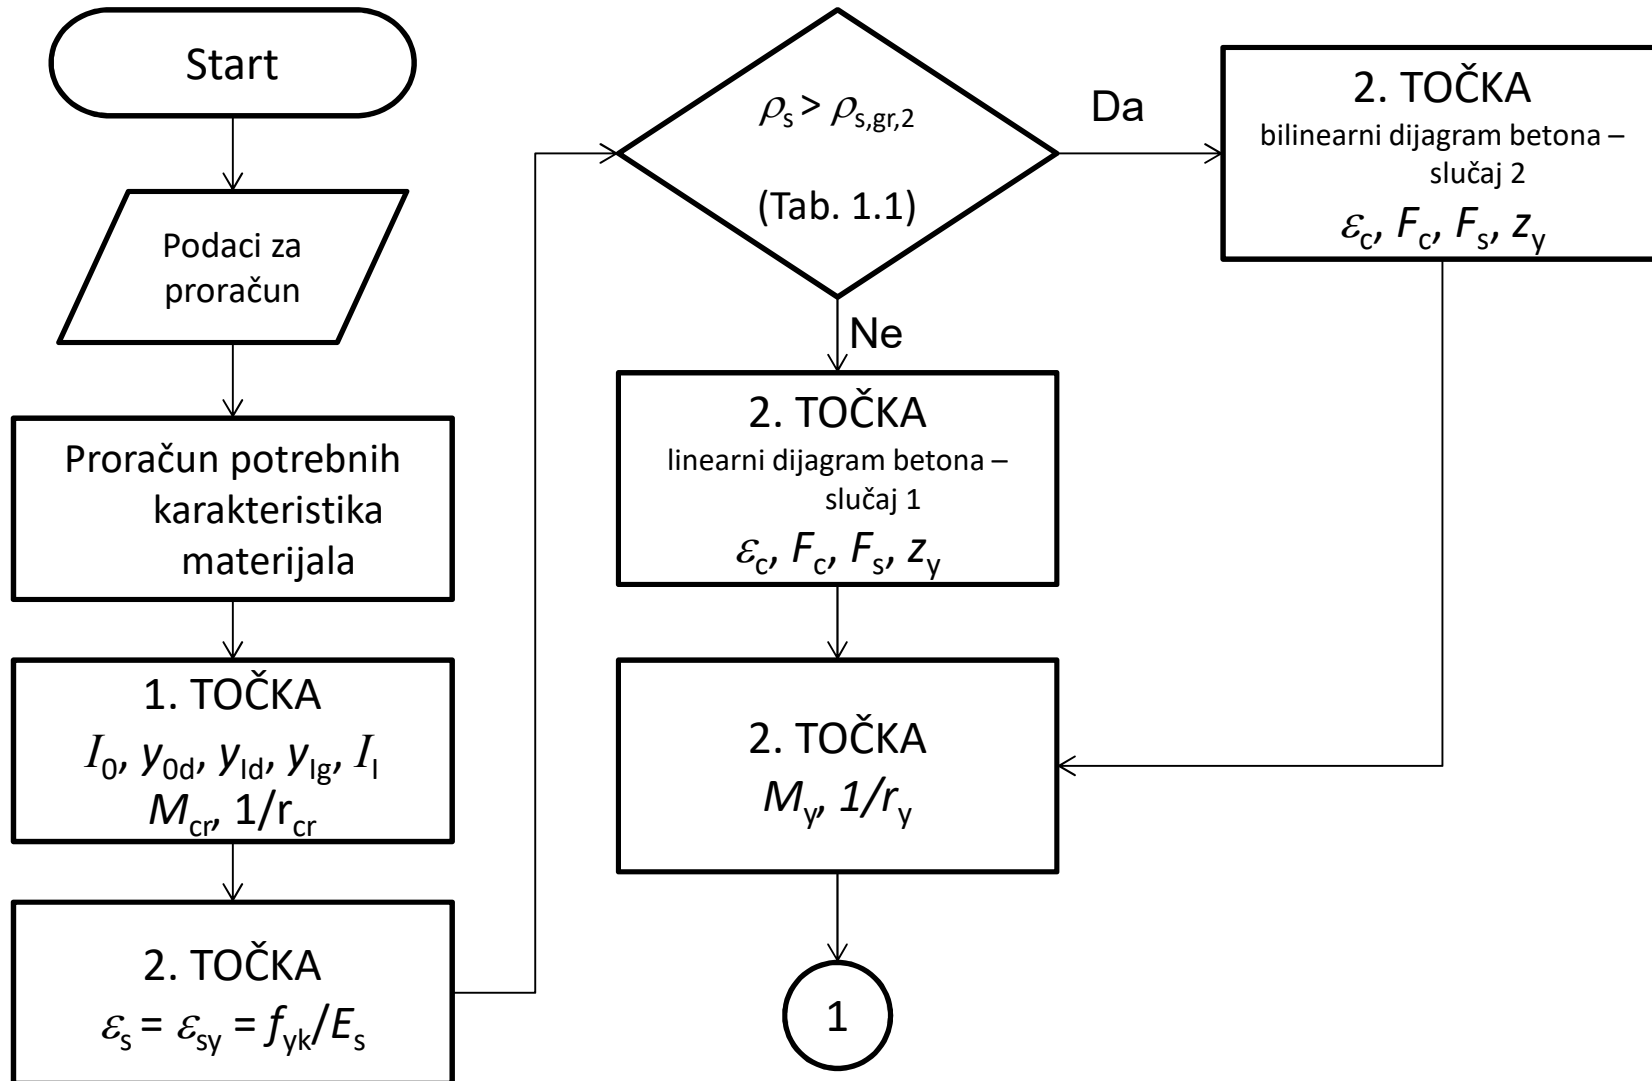 Start
Podaci za
proračun
Proračun potrebnih
karakteristika
materijala
1. TOČKA
I₀, y₀d, yId, yIg, II
Mcr, 1/rcr
2. TOČKA
εs = εsy = fyk/Es
ρs > ρs,gr,2
(Tab. 1.1)
Da
Ne
2. TOČKA
linearni dijagram betona –
slučaj 1
εc, Fc, Fs, zy
2. TOČKA
My, 1/ry
1
2. TOČKA
bilinearni dijagram betona –
slučaj 2
εc, Fc, Fs, zy